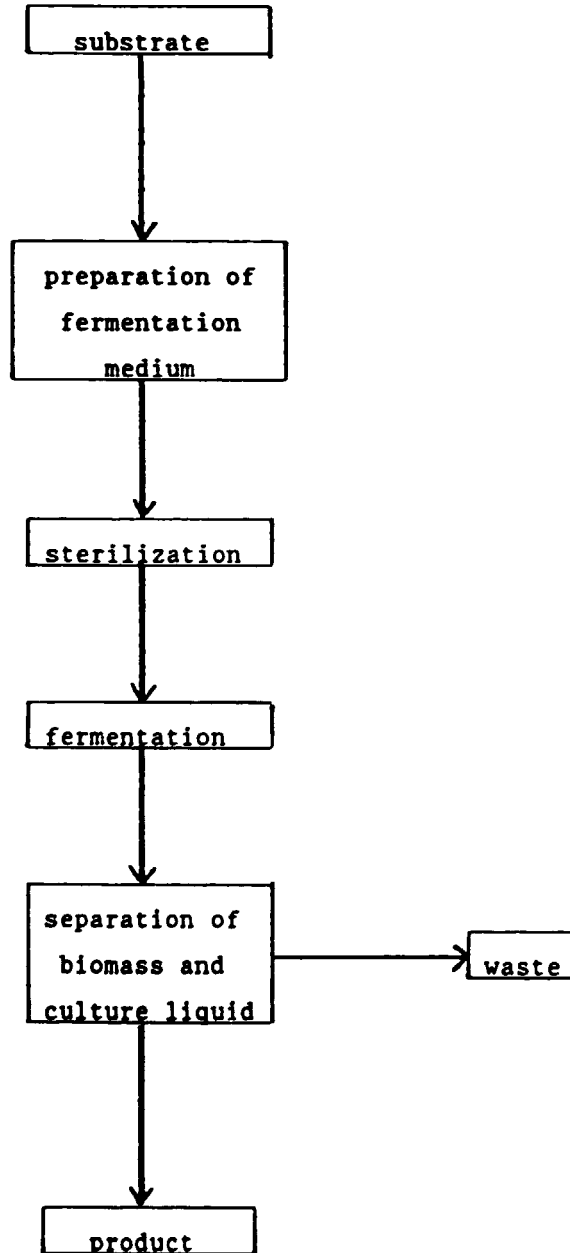 substrate
preparation of
fermentation
medium
sterilization
fermentation
separation of
biomass and
culture liquid
waste
product